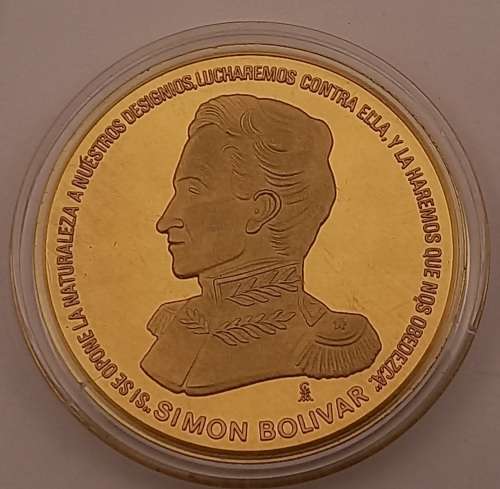 "SI SE OPONE LA NATURALEZA A NUESTROS DESIGNIOS, LUCHAREMOS CONTRA ELLA, Y LA HAREMOS QUE NOS OBEDEZCA"
SIMON BOLIVAR